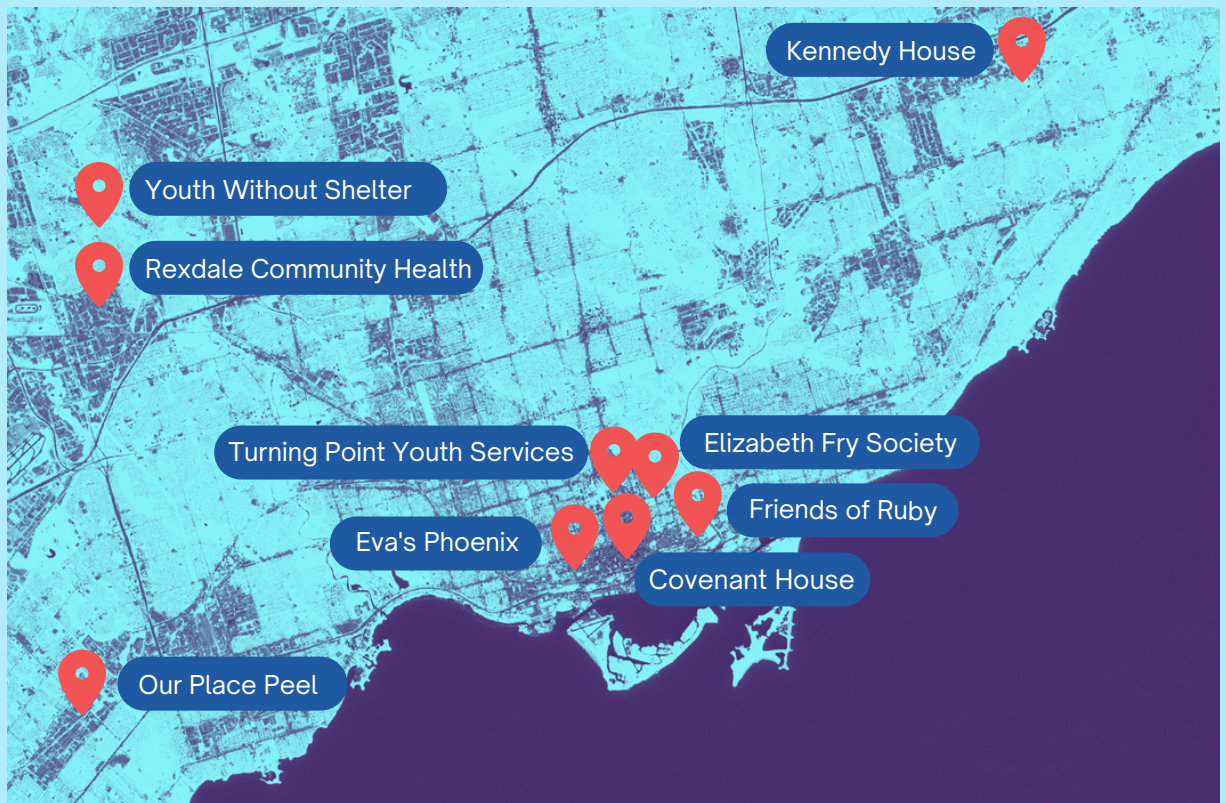 Kennedy House
Youth Without Shelter
Rexdale Community Health
Turning Point Youth Services
Elizabeth Fry Society
Friends of Ruby
Eva's Phoenix
Covenant House
Our Place Peel